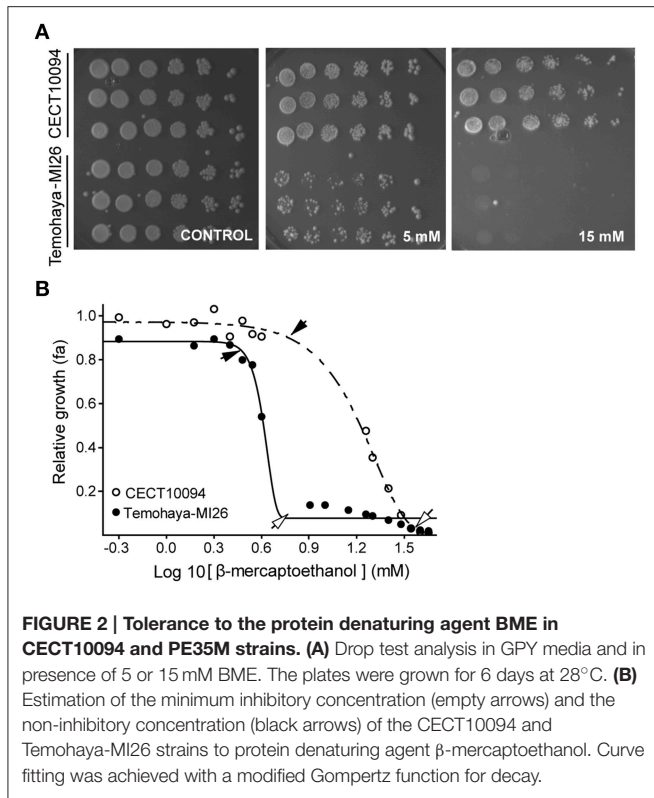 A
CECT10094
Temohaya-MI26
CONTROL
5 mM
15 mM
B
Relative growth (fa)
1.0
0.8
0.6
0.4
0.2
CECT10094
Temohaya-MI26
-0.3 0.0 0.3 0.6 0.9 1.2 1.5
Log 10[ β-mercaptoethanol ] (mM)
FIGURE 2 | Tolerance to the protein denaturing agent BME in
CECT10094 and PE35M strains. (A) Drop test analysis in GPY media and in
presence of 5 or 15 mM BME. The plates were grown for 6 days at 28°C. (B)
Estimation of the minimum inhibitory concentration (empty arrows) and the
non-inhibitory concentration (black arrows) of the CECT10094 and
Temohaya-MI26 strains to protein denaturing agent β-mercaptoethanol. Curve
fitting was achieved with a modified Gompertz function for decay.